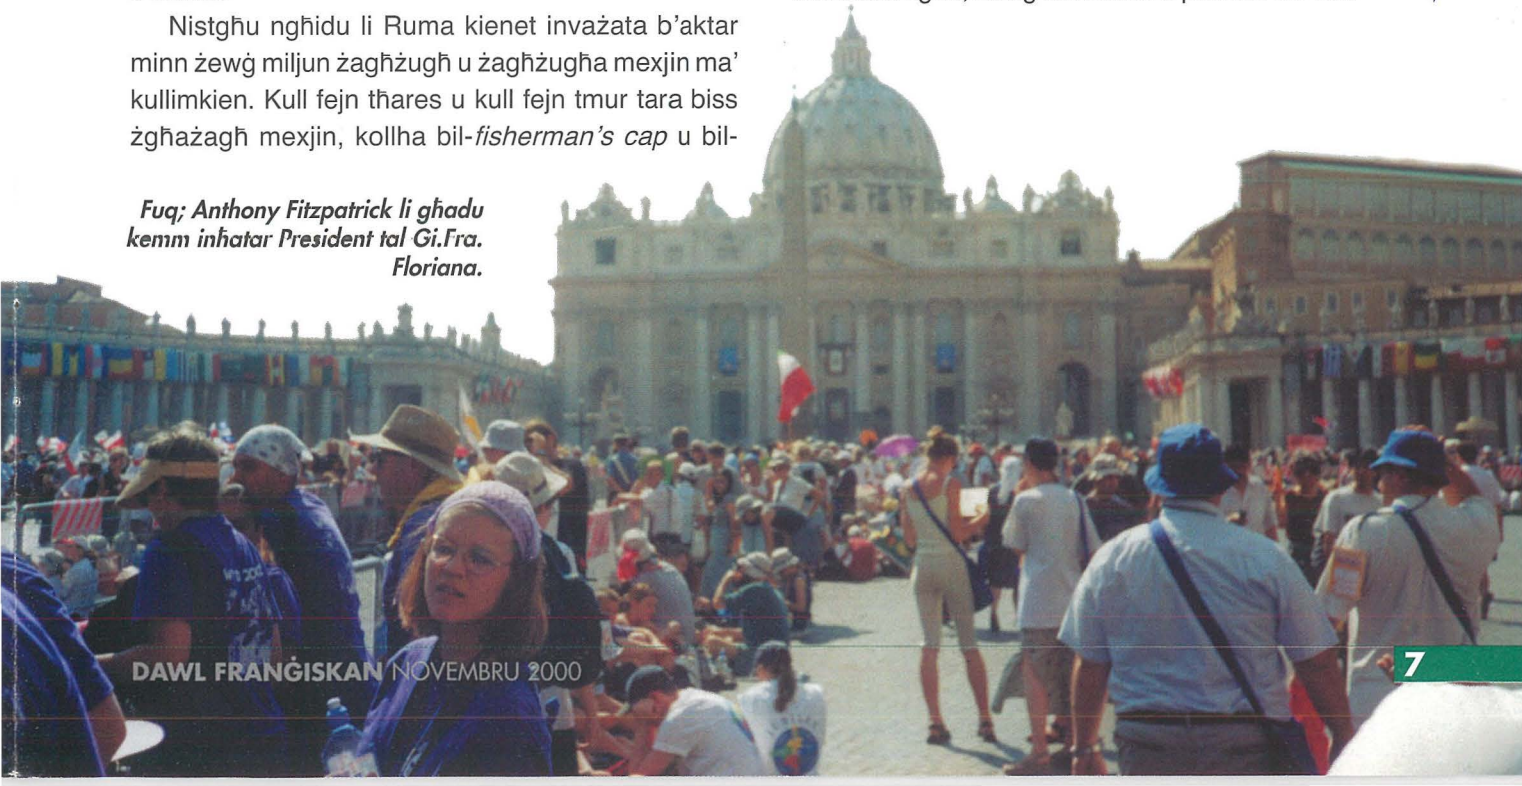 Nistgħu ngħidu li Ruma kienet invażata b’aktar
minn żewġ miljun żagħżugħ u żagħżugħa mexjin ma’
kullimkien. Kull fejn tħares u kull fejn tmur tara biss
żgħażagħ mexjin, kollha bil-fisherman’s cap u bil-
Fuq; Anthony Fitzpatrick li għadu
kemm inħatar President tal Gi.Fra.
Floriana.
DAWL FRANĠISKAN NOVEMBRU 2000
7